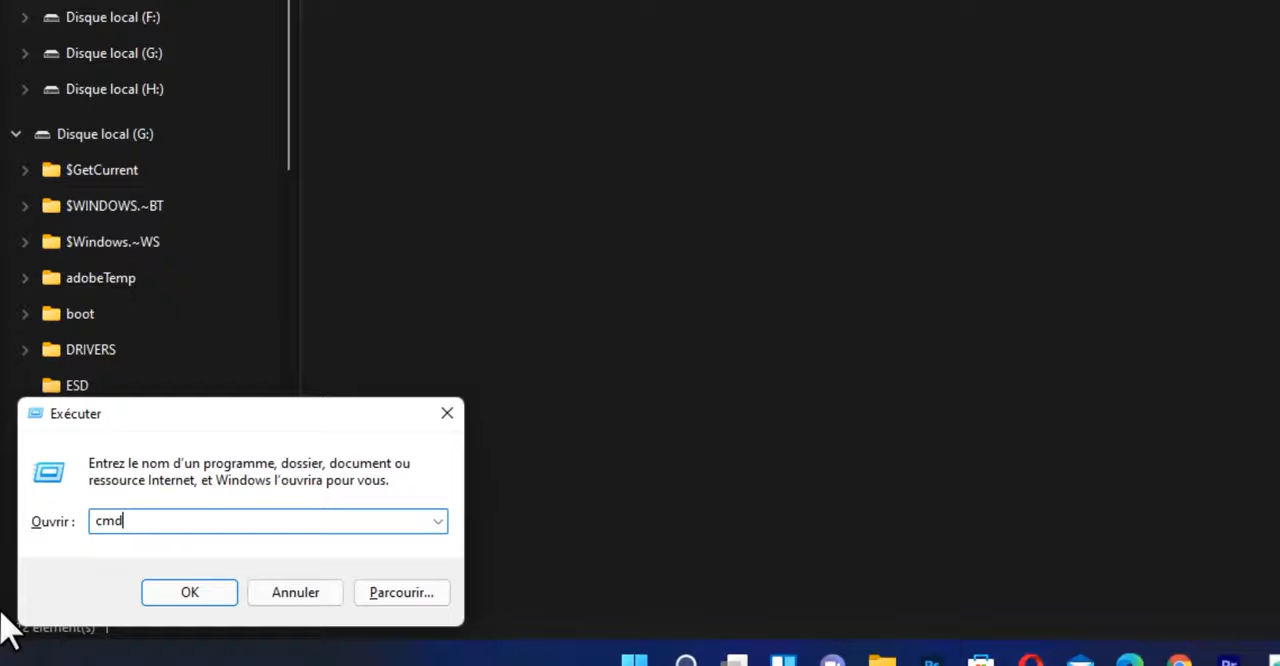 Disque local (F:)
Disque local (G:)
Disque local (H:)
Disque local (G:)
$GetCurrent
$WINDOWS.~BT
$Windows.~WS
adobeTemp
boot
DRIVERS
ESD
Exécuter
Entrez le nom d'un programme, dossier, document ou
ressource Internet, et Windows l'ouvrira pour vous.
Ouvrir : cmd
OK Annuler Parcourir...
élément(s)
Pr